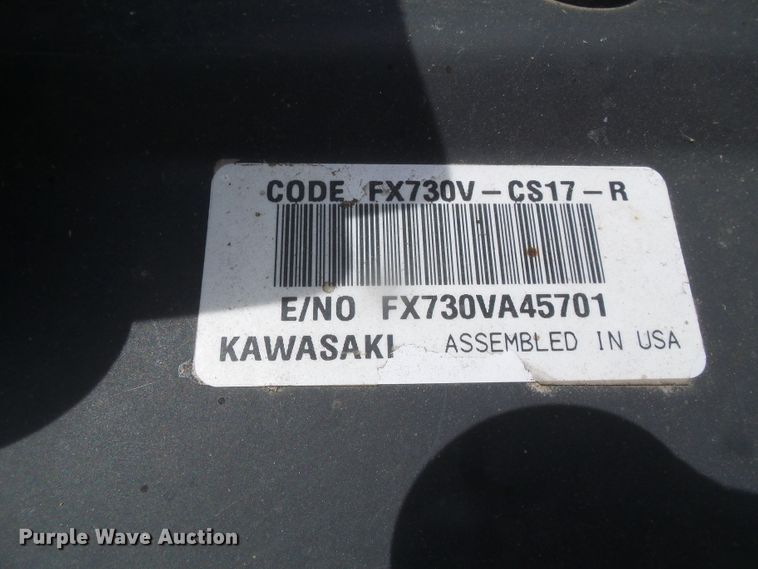 CODE FX730V-CS17-R
E/NO FX730VA45701
KAWASAKI ASSEMBLED IN USA
Purple Wave Auction